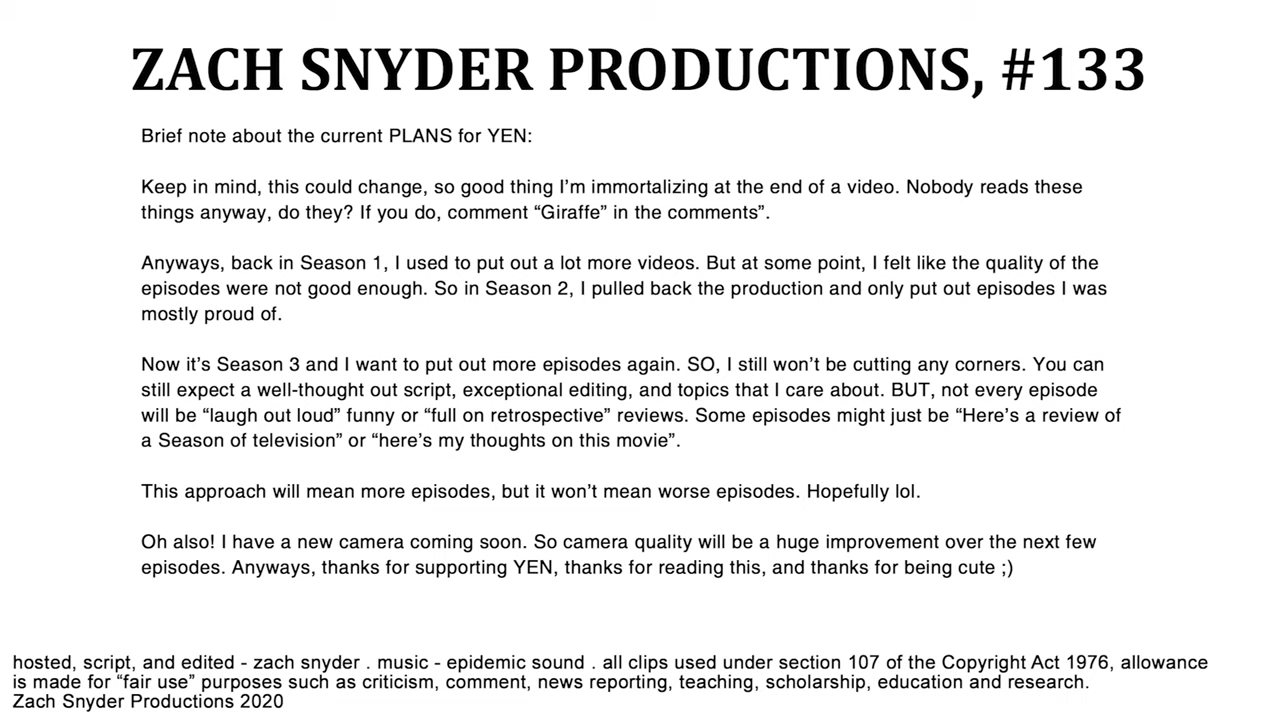 ZACH SNYDER PRODUCTIONS, #133
Brief note about the current PLANS for YEN:
Keep in mind, this could change, so good thing I’m immortalizing at the end of a video. Nobody reads these
things anyway, do they? If you do, comment “Giraffe” in the comments”.
Anyways, back in Season 1, I used to put out a lot more videos. But at some point, I felt like the quality of the
episodes were not good enough. So in Season 2, I pulled back the production and only put out episodes I was
mostly proud of.
Now it’s Season 3 and I want to put out more episodes again. SO, I still won’t be cutting any corners. You can
still expect a well-thought out script, exceptional editing, and topics that I care about. BUT, not every episode
will be “laugh out loud” funny or “full on retrospective” reviews. Some episodes might just be “Here’s a review of
a Season of television” or “here’s my thoughts on this movie”.
This approach will mean more episodes, but it won’t mean worse episodes. Hopefully lol.
Oh also! I have a new camera coming soon. So camera quality will be a huge improvement over the next few
episodes. Anyways, thanks for supporting YEN, thanks for reading this, and thanks for being cute ;)
hosted, script, and edited - zach snyder . music - epidemic sound . all clips used under section 107 of the Copyright Act 1976, allowance
is made for “fair use” purposes such as criticism, comment, news reporting, teaching, scholarship, education and research.
Zach Snyder Productions 2020